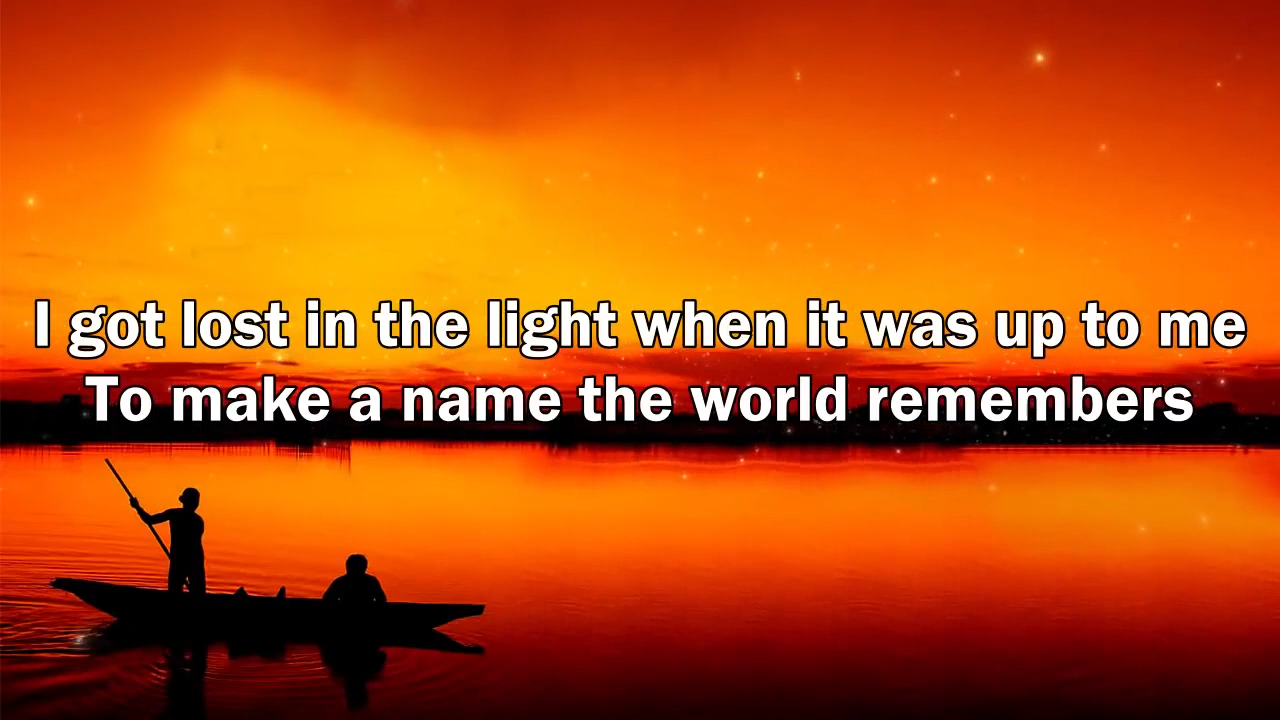 I got lost in the light when it was up to me
To make a name the world remembers